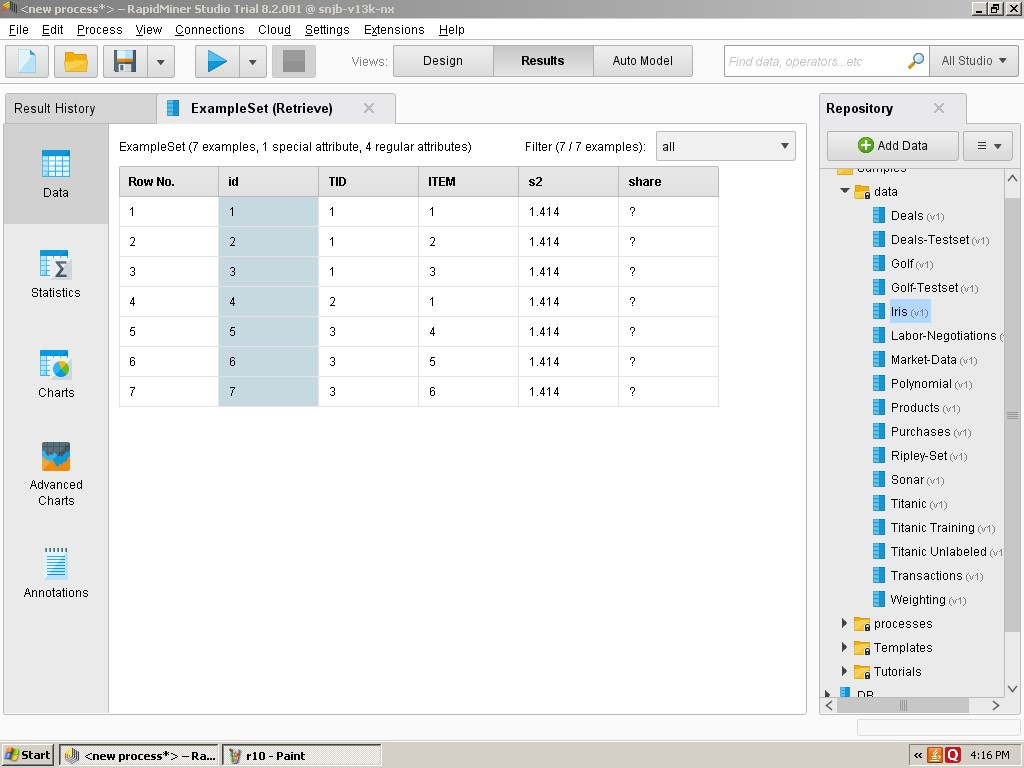 <new process*> – RapidMiner Studio Trial 8.2.001 @ snjb-v13k-nx
File Edit Process View Connections Cloud Settings Extensions Help
Views: Design Results Auto Model Find data, operators...etc All Studio
Result History
ExampleSet (Retrieve)
Data
Statistics
Charts
Advanced
Charts
Annotations
ExampleSet (7 examples, 1 special attribute, 4 regular attributes) Filter (7 / 7 examples): all
Row No. id TID ITEM s2 share
1 1 1 1 1.414 ?
2 2 1 2 1.414 ?
3 3 1 3 1.414 ?
4 4 2 1 1.414 ?
5 5 3 4 1.414 ?
6 6 3 5 1.414 ?
7 7 3 6 1.414 ?
Repository
Add Data
Samples
data
Deals (v1)
Deals-Testset (v1)
Golf (v1)
Golf-Testset (v1)
Iris (v1)
Labor-Negotiations (
Market-Data (v1)
Polynomial (v1)
Products (v1)
Purchases (v1)
Ripley-Set (v1)
Sonar (v1)
Titanic (v1)
Titanic Training (v1)
Titanic Unlabeled (v1
Transactions (v1)
Weighting (v1)
processes
Templates
Tutorials
DB
Start <new process*> – Ra... r10 - Paint « 4:16 PM